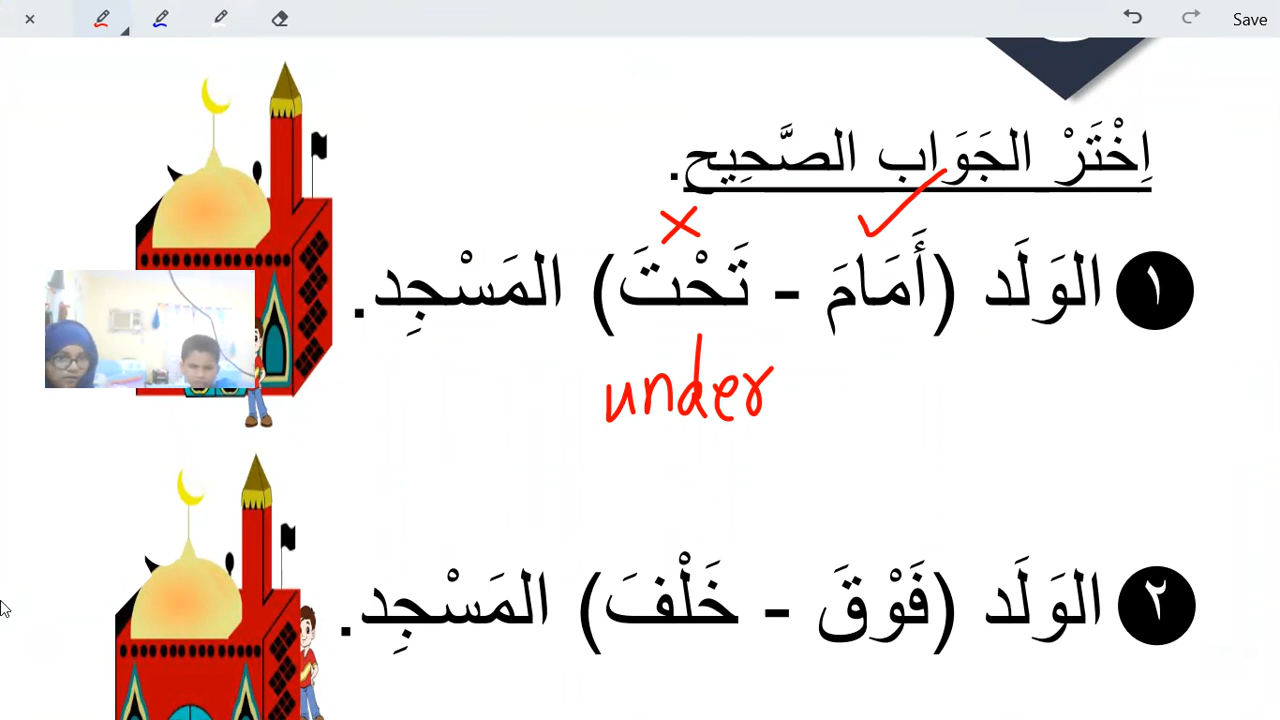 Save
اِخْتَرْ الجَوَاب الصَّحِيح.
١ الوَلَد (أَمَامَ - تَحْتَ) المَسْجِد.
under
٢ الوَلَد (فَوْقَ - خَلْفَ) المَسْجِد.